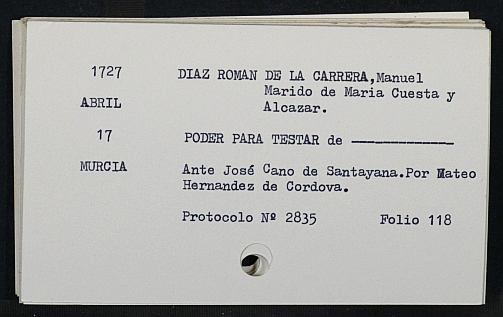 1727
ABRIL
17
MURCIA
DIAZ ROMAN DE LA CARRERA,Manuel
Marido de Maria Cuesta y
Alcazar.
PODER PARA TESTAR de —————————
Ante José Cano de Santayana.Por Mateo
Hernandez de Cordova.
Protocolo Nº 2835 Folio 118